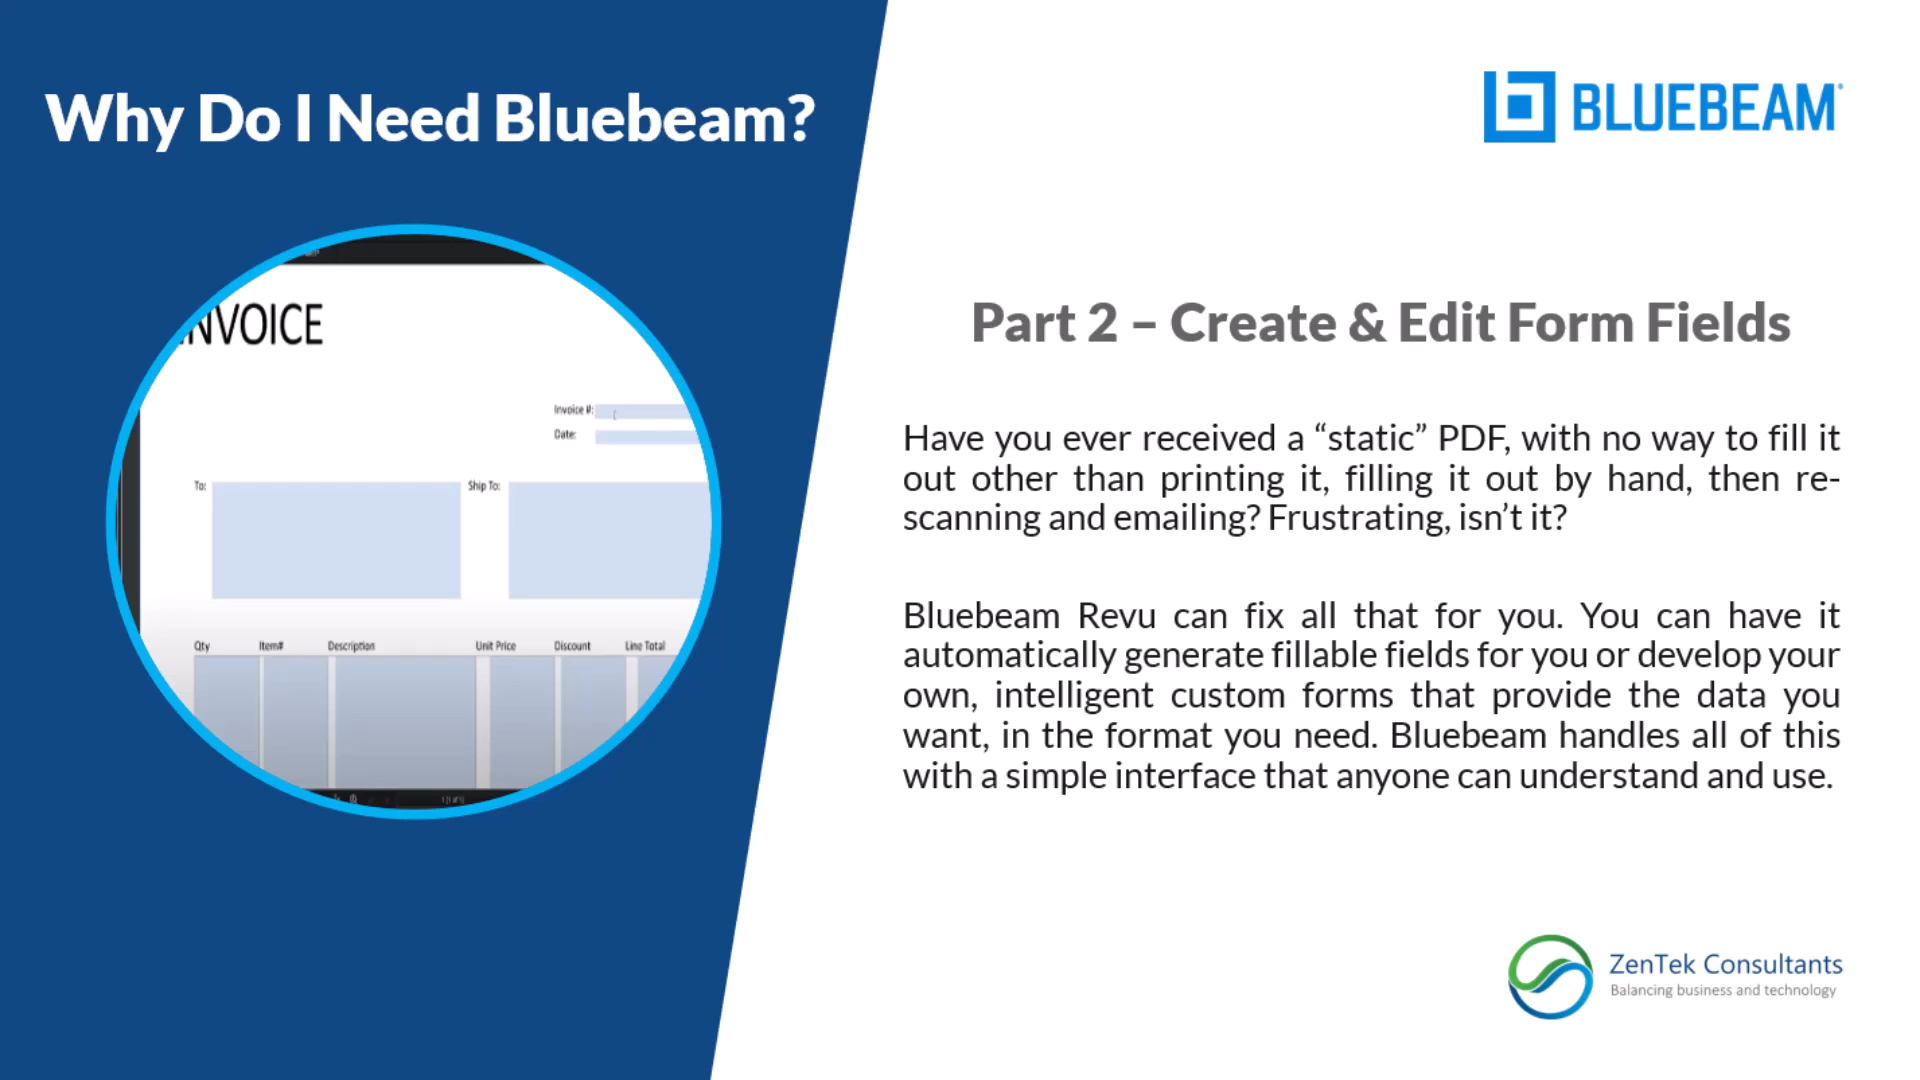 Why Do I Need Bluebeam?
BLUEBEAM
INVOICE
Invoice #:
Date:
To:
Ship To:
Qty Item# Description Unit Price Discount Line Total
Part 2 – Create & Edit Form Fields
Have you ever received a “static” PDF, with no way to fill it
out other than printing it, filling it out by hand, then re-
scanning and emailing? Frustrating, isn’t it?
Bluebeam Revu can fix all that for you. You can have it
automatically generate fillable fields for you or develop your
own, intelligent custom forms that provide the data you
want, in the format you need. Bluebeam handles all of this
with a simple interface that anyone can understand and use.
ZenTek Consultants
Balancing business and technology